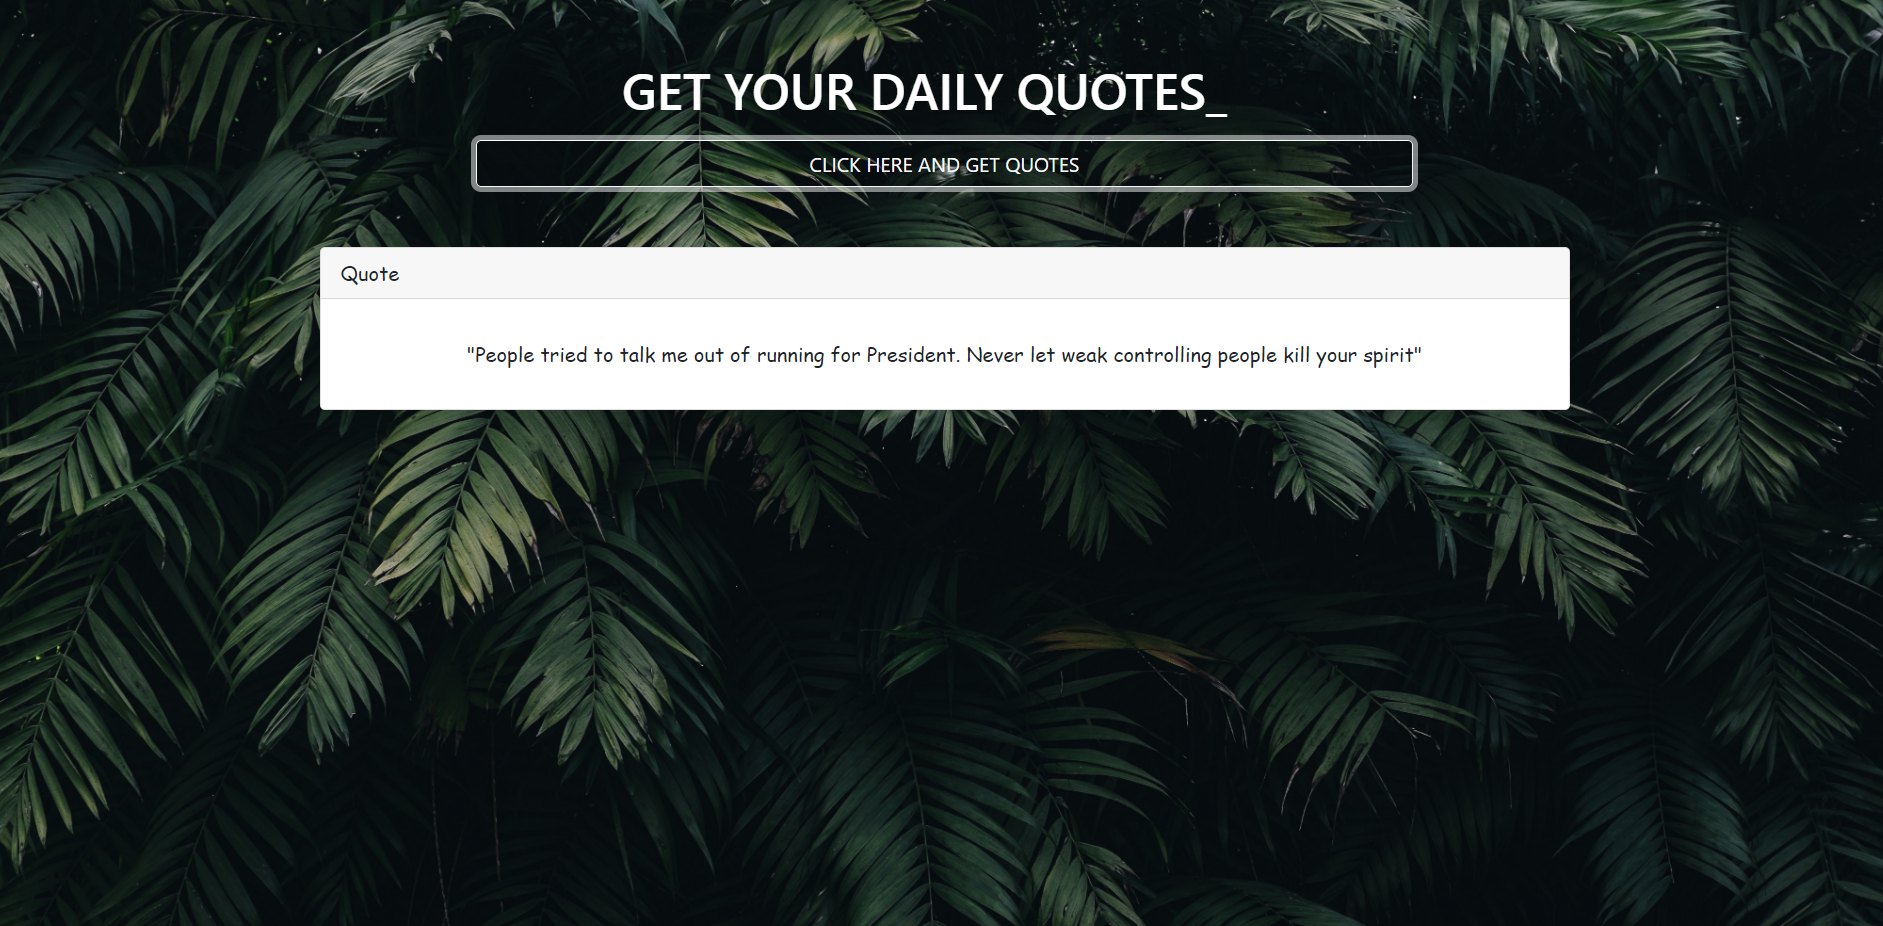 GET YOUR DAILY QUOTES_
CLICK HERE AND GET QUOTES
Quote
"People tried to talk me out of running for President. Never let weak controlling people kill your spirit"